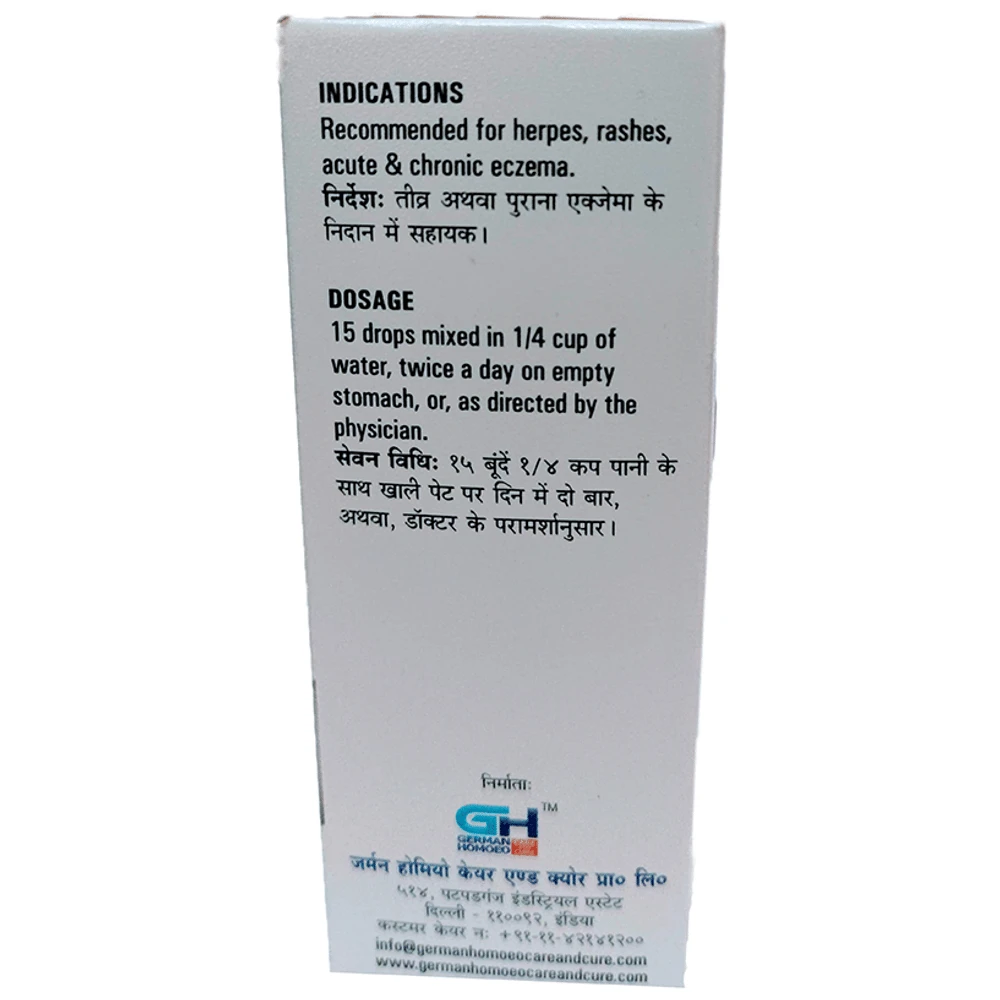 INDICATIONS
Recommended for herpes, rashes,
acute & chronic eczema.
निर्देशः तीव्र अथवा पुराना एक्जेमा के
निदान में सहायक।
DOSAGE
15 drops mixed in 1/4 cup of
water, twice a day on empty
stomach, or, as directed by the
physician.
सेवन विधिः १५ बूंदें १/४ कप पानी के
साथ खाली पेट पर दिन में दो बार,
अथवा, डॉक्टर के परामर्शानुसार।
निर्माताः
GH TM
GERMAN
HOMOEO
जर्मन होमियो केयर एण्ड क्योर प्रा० लि०
५१४, पटपडगंज इंडस्ट्रियल एस्टेट
दिल्ली - ११००९२, इंडिया
कस्टमर केयर नः +९१-११-४२१४१२००
info@germanhomoeocareandcure.com
www.germanhomoeocareandcure.com